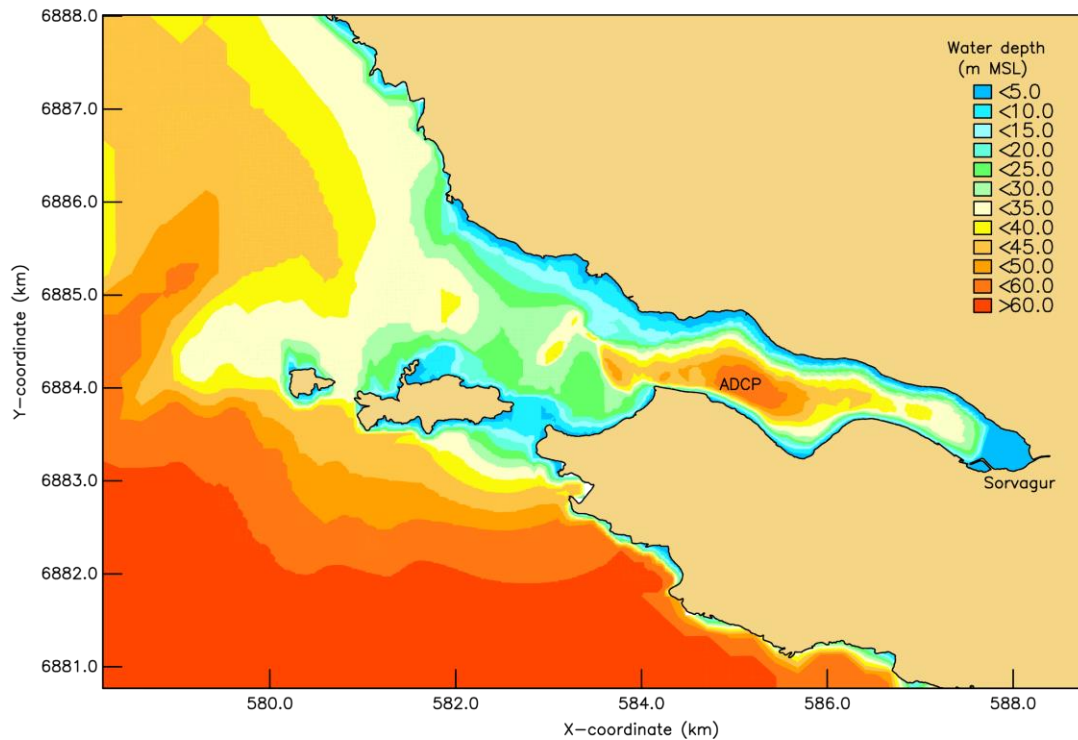 6888.0
6887.0
6886.0
6885.0
6884.0
6883.0
6882.0
6881.0
Y-coordinate (km)
Water depth
(m MSL)
<5.0
<10.0
<15.0
<20.0
<25.0
<30.0
<35.0
<40.0
<45.0
<50.0
<60.0
>60.0
ADCP
Sorvagur
580.0 582.0 584.0 586.0 588.0
X-coordinate (km)